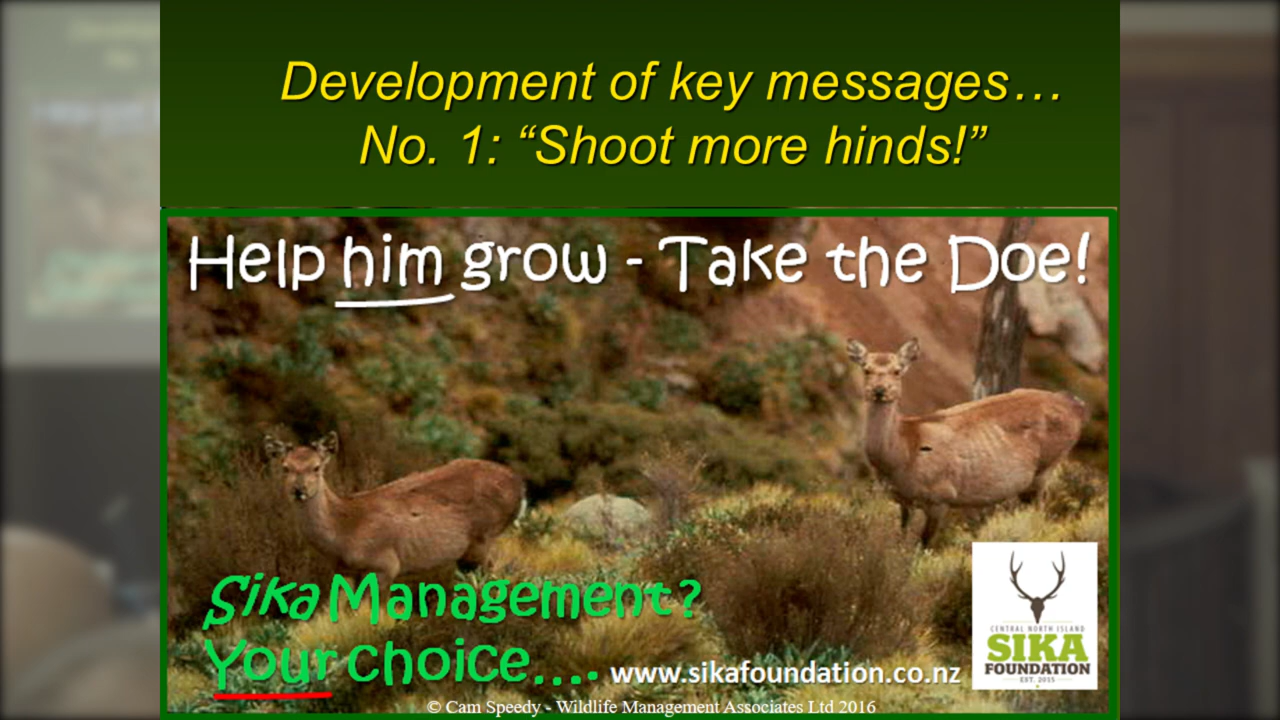 Development of key messages…
No. 1: “Shoot more hinds!”
Help him grow - Take the Doe!
Sika Management?
Your choice.... www.sikafoundation.co.nz
CENTRAL NORTH ISLAND
SIKA
FOUNDATION
EST. 2015
© Cam Speedy - Wildlife Management Associates Ltd 2016